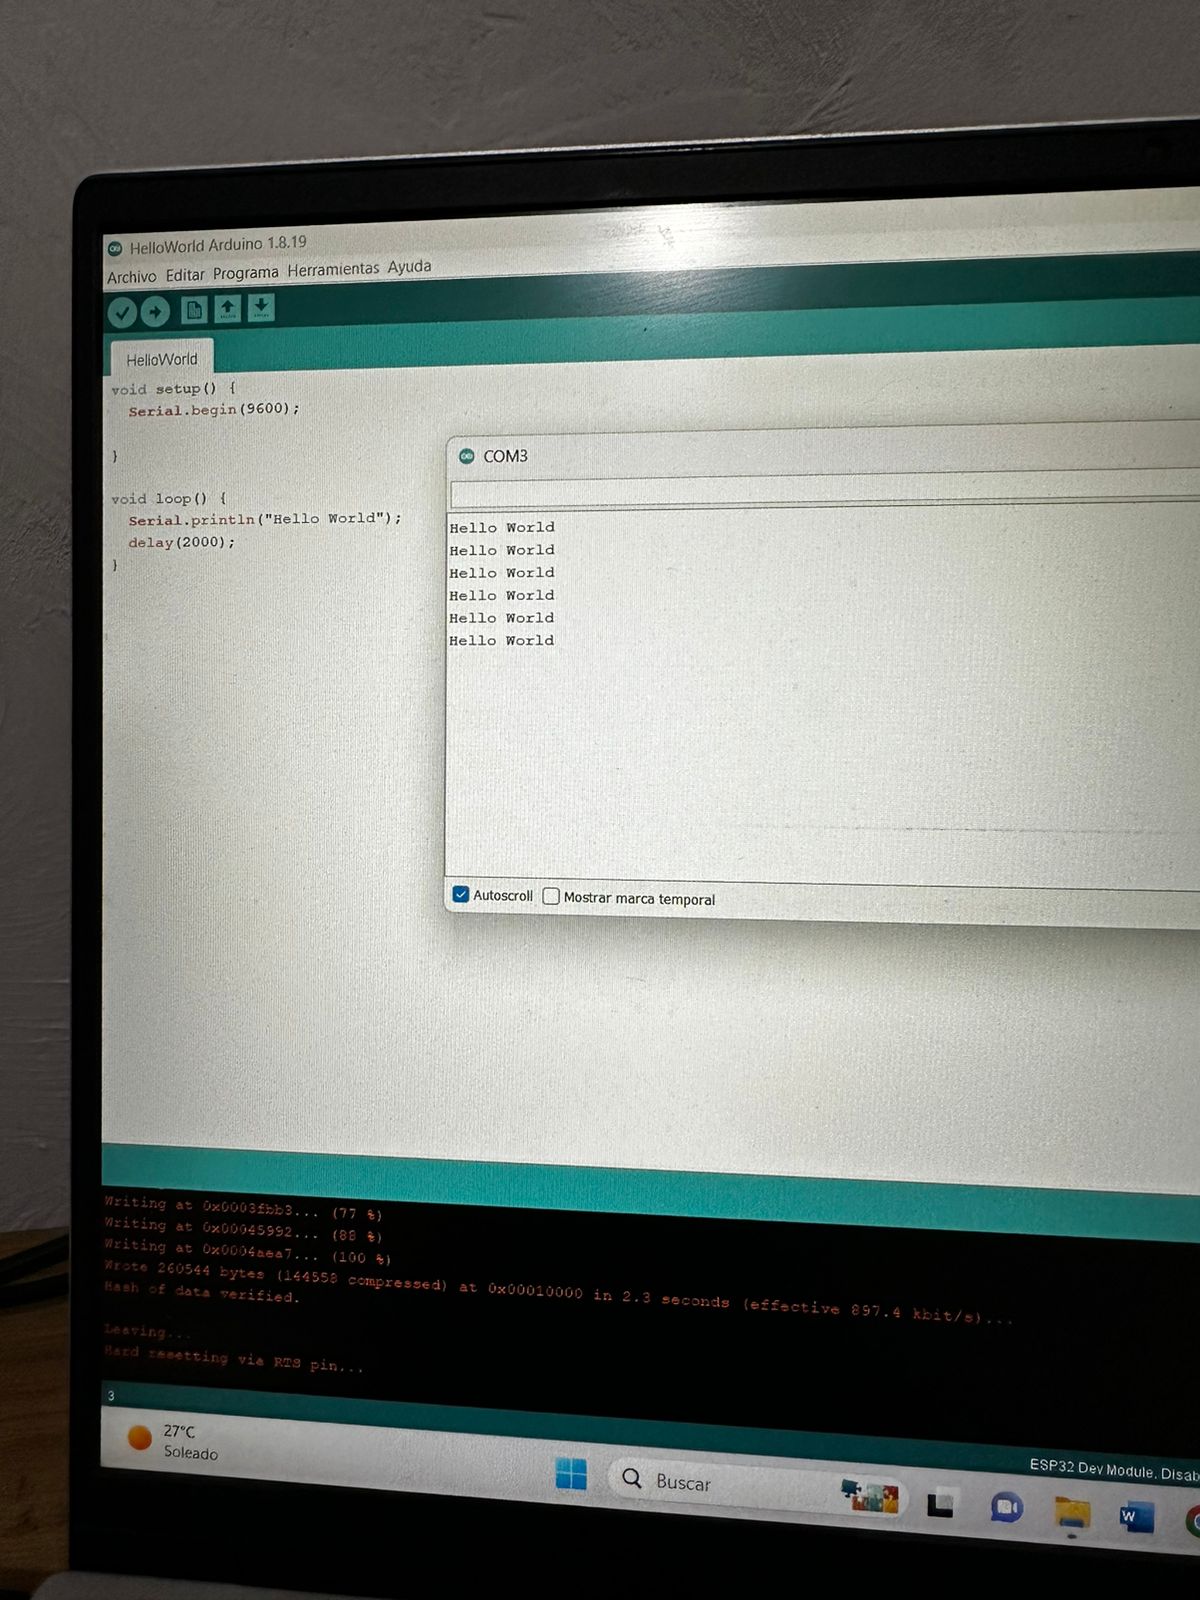 HelloWorld Arduino 1.8.19
Archivo Editar Programa Herramientas Ayuda
HelloWorld
void setup() {
Serial.begin(9600);
}
void loop() {
Serial.println("Hello World");
delay(2000);
}
COM3
Hello World
Hello World
Hello World
Hello World
Hello World
Hello World
Autoscroll Mostrar marca temporal
Writing at 0x0003fbb3... (77 %)
Writing at 0x00045992... (88 %)
Writing at 0x0004aea7... (100 %)
Wrote 260544 bytes (144558 compressed) at 0x00010000 in 2.3 seconds (effective 897.4 kbit/s)...
Hash of data verified.
Leaving...
Hard resetting via RTS pin...
3
ESP32 Dev Module, Disab
27°C
Soleado
Buscar
W